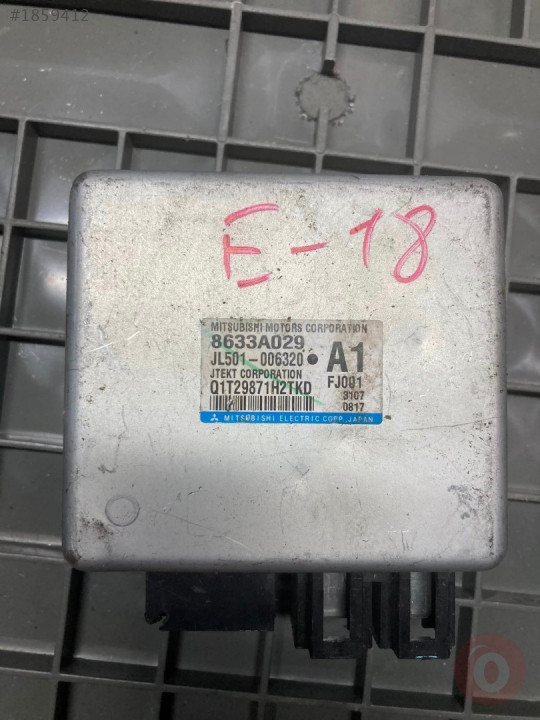 #1859412
E-18
MITSUBISHI MOTORS CORPORATION
8633A029
JL501-006320 • A1
JTEKT CORPORATION FJ001
Q1T29871H2TKD 3107
0817
MITSUBISHI ELECTRIC CORP. JAPAN